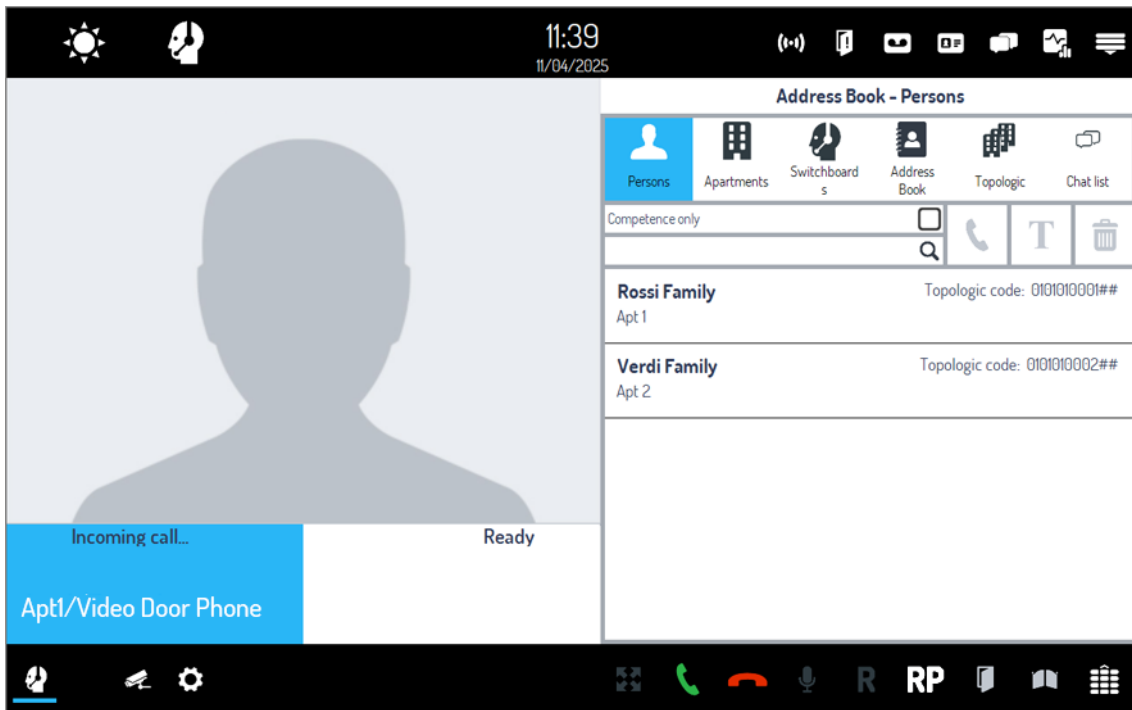 11:39
11/04/2025
Address Book - Persons
Persons
Apartments
Switchboard
s
Address
Book
Topologic
Chat list
Competence only
T
Rossi Family
Topologic code: 0101010001##
Apt 1
Verdi Family
Topologic code: 0101010002##
Apt 2
Incoming call...
Ready
Apt1/Video Door Phone
R
RP